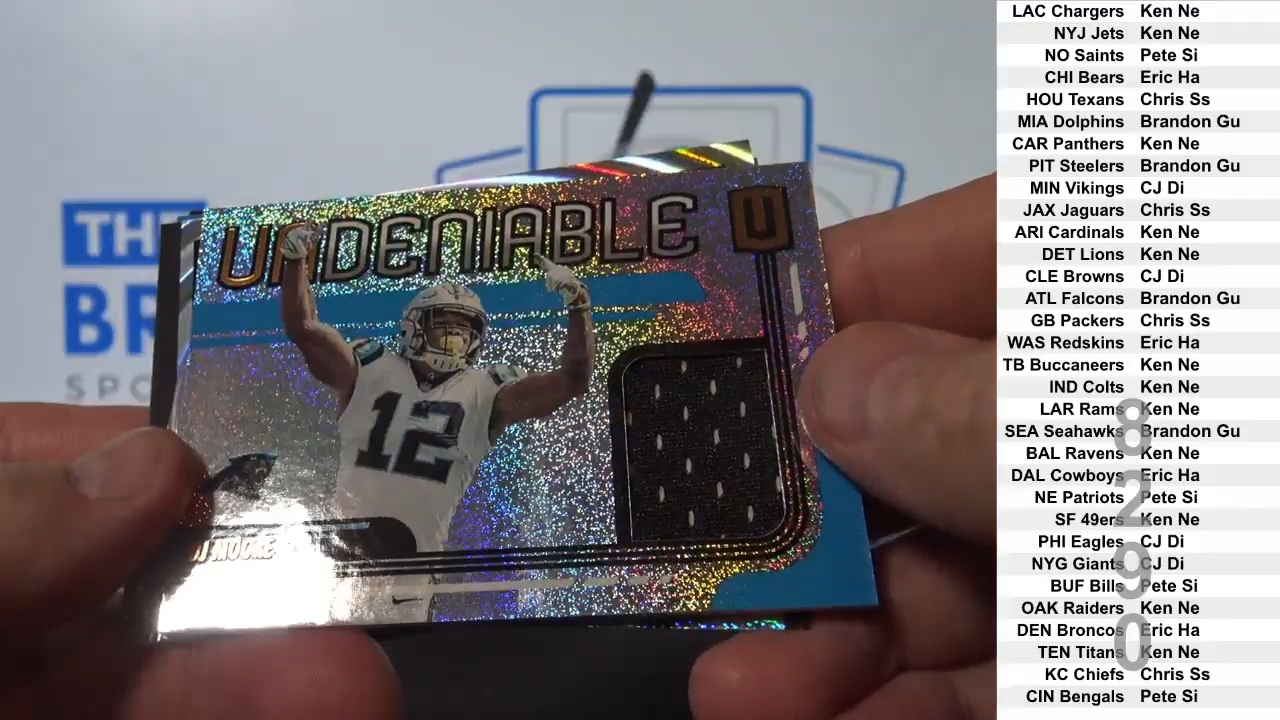 THE
BR
SPO
UNDENIABLE
U
12
DJ MOORE
LAC Chargers Ken Ne
NYJ Jets Ken Ne
NO Saints Pete Si
CHI Bears Eric Ha
HOU Texans Chris Ss
MIA Dolphins Brandon Gu
CAR Panthers Ken Ne
PIT Steelers Brandon Gu
MIN Vikings CJ Di
JAX Jaguars Chris Ss
ARI Cardinals Ken Ne
DET Lions Ken Ne
CLE Browns CJ Di
ATL Falcons Brandon Gu
GB Packers Chris Ss
WAS Redskins Eric Ha
TB Buccaneers Ken Ne
IND Colts Ken Ne
LAR Rams Ken Ne
SEA Seahawks Brandon Gu
BAL Ravens Ken Ne
DAL Cowboys Eric Ha
NE Patriots Pete Si
SF 49ers Ken Ne
PHI Eagles CJ Di
NYG Giants CJ Di
BUF Bills Pete Si
OAK Raiders Ken Ne
DEN Broncos Eric Ha
TEN Titans Ken Ne
KC Chiefs Chris Ss
CIN Bengals Pete Si
8290